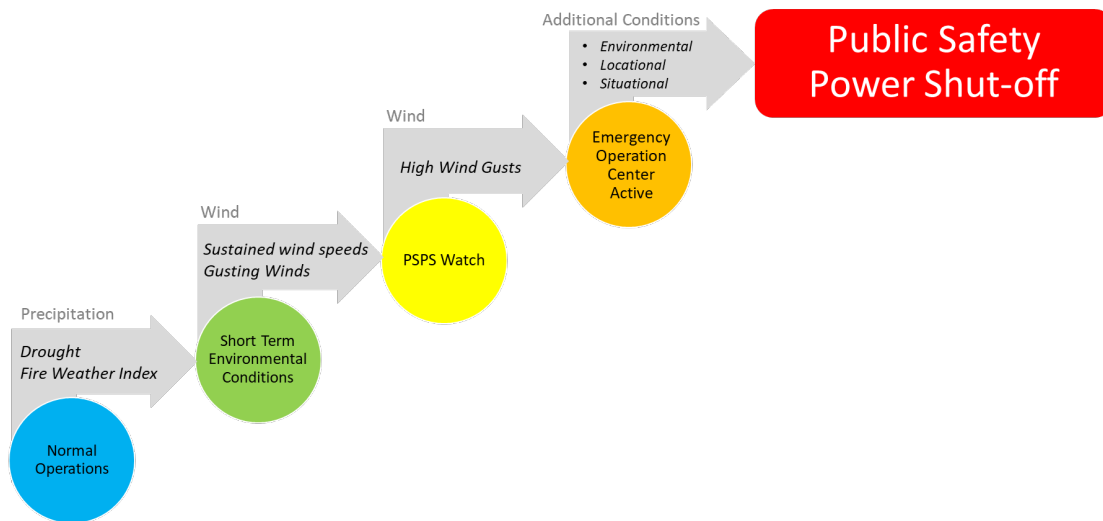 Additional Conditions
• Environmental
• Locational
• Situational
Public Safety
Power Shut-off
Wind
High Wind Gusts
Emergency
Operation
Center
Active
Wind
Sustained wind speeds
Gusting Winds
PSPS Watch
Precipitation
Drought
Fire Weather Index
Short Term
Environmental
Conditions
Normal
Operations